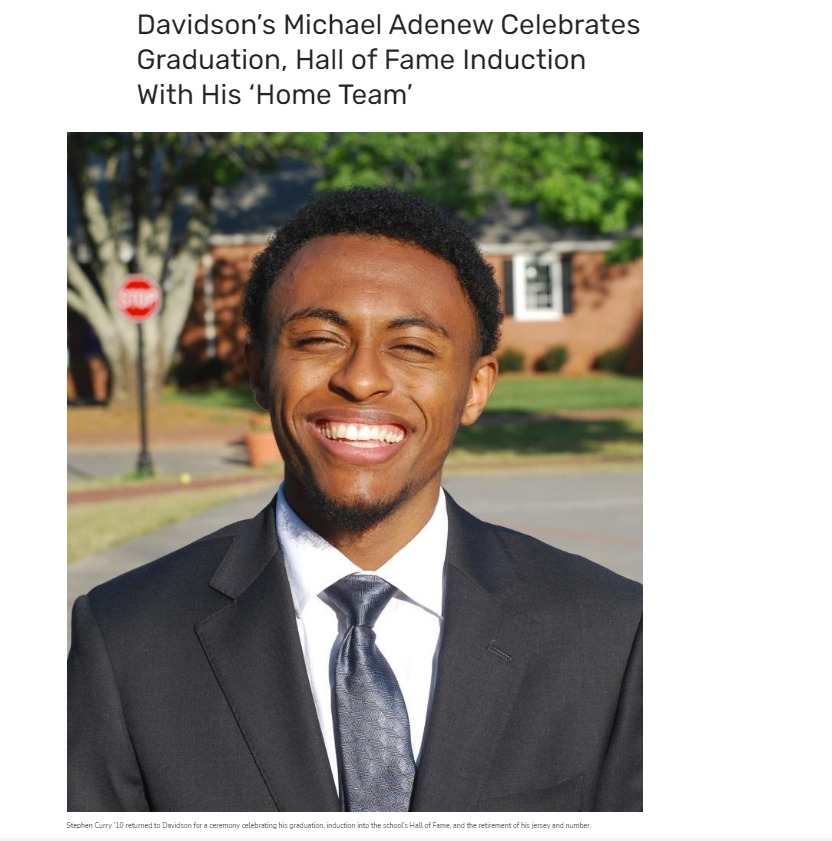 Davidson’s Michael Adenew Celebrates
Graduation, Hall of Fame Induction
With His ‘Home Team’
STOP
Stephen Curry ’10 returned to Davidson for a ceremony celebrating his graduation, induction into the school’s Hall of Fame, and the retirement of his jersey and number.